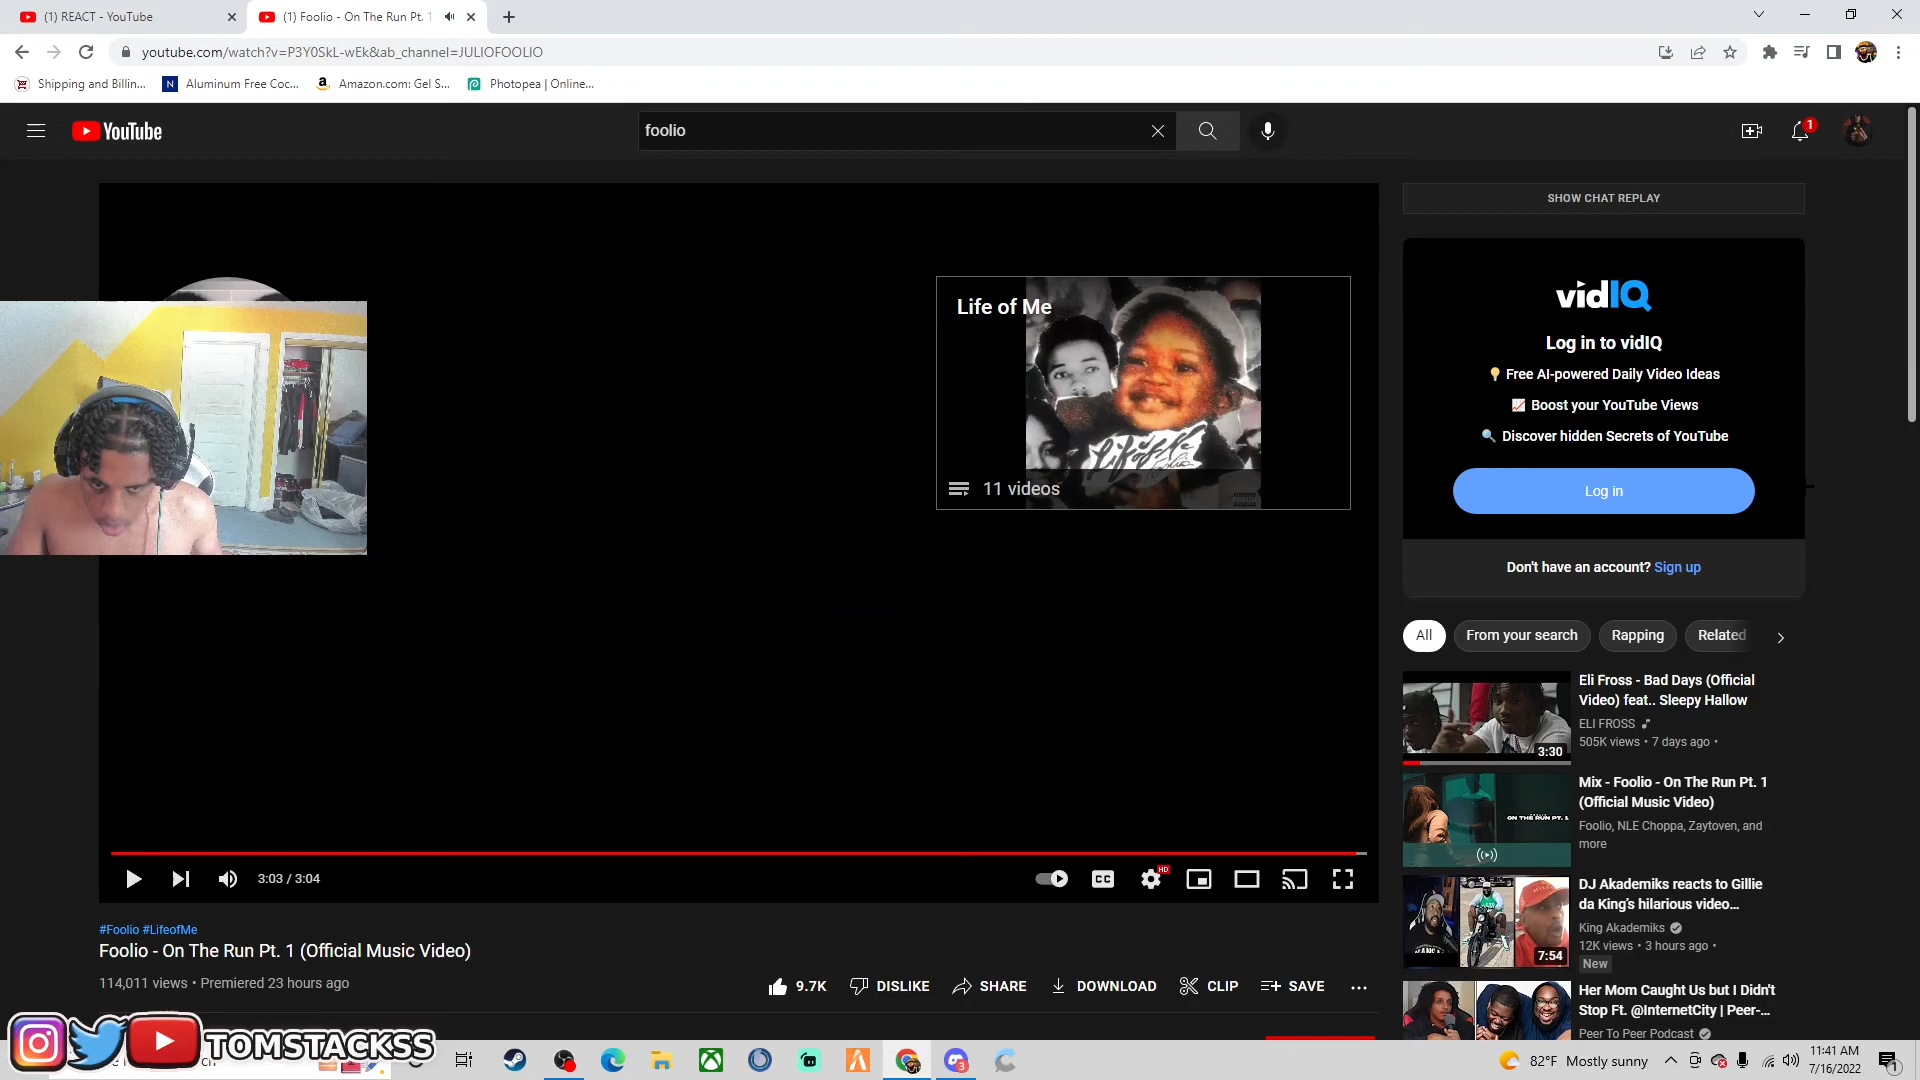 (1) REACT - YouTube
(1) Foolio - On The Run Pt. 1
youtube.com/watch?v=P3Y0SkL-wEk&ab_channel=JULIOFOOLIO
Shipping and Billin...
Aluminum Free Coc...
Amazon.com: Gel S...
Photopea | Online...
YouTube
foolio
1
SHOW CHAT REPLAY
Life of Me
11 videos
vidIQ
Log in to vidIQ
Free AI-powered Daily Video Ideas
Boost your YouTube Views
Discover hidden Secrets of YouTube
Log in
Don't have an account? Sign up
All
From your search
Rapping
Related
Eli Fross - Bad Days (Official
Video) feat.. Sleepy Hallow
ELI FROSS
505K views • 7 days ago •
3:30
Mix - Foolio - On The Run Pt. 1
(Official Music Video)
Foolio, NLE Choppa, Zaytoven, and
more
ON THE RUN PT. 1
DJ Akademiks reacts to Gillie
da King’s hilarious video...
King Akademiks
12K views • 3 hours ago •
New
7:54
Her Mom Caught Us but I Didn't
Stop Ft. @InternetCity | Peer-...
Peer To Peer Podcast
3:03 / 3:04
CC
HD
#Foolio #LifeofMe
Foolio - On The Run Pt. 1 (Official Music Video)
114,011 views • Premiered 23 hours ago
9.7K
DISLIKE
SHARE
DOWNLOAD
CLIP
SAVE
TOMSTACKSS
82°F Mostly sunny
11:41 AM
7/16/2022